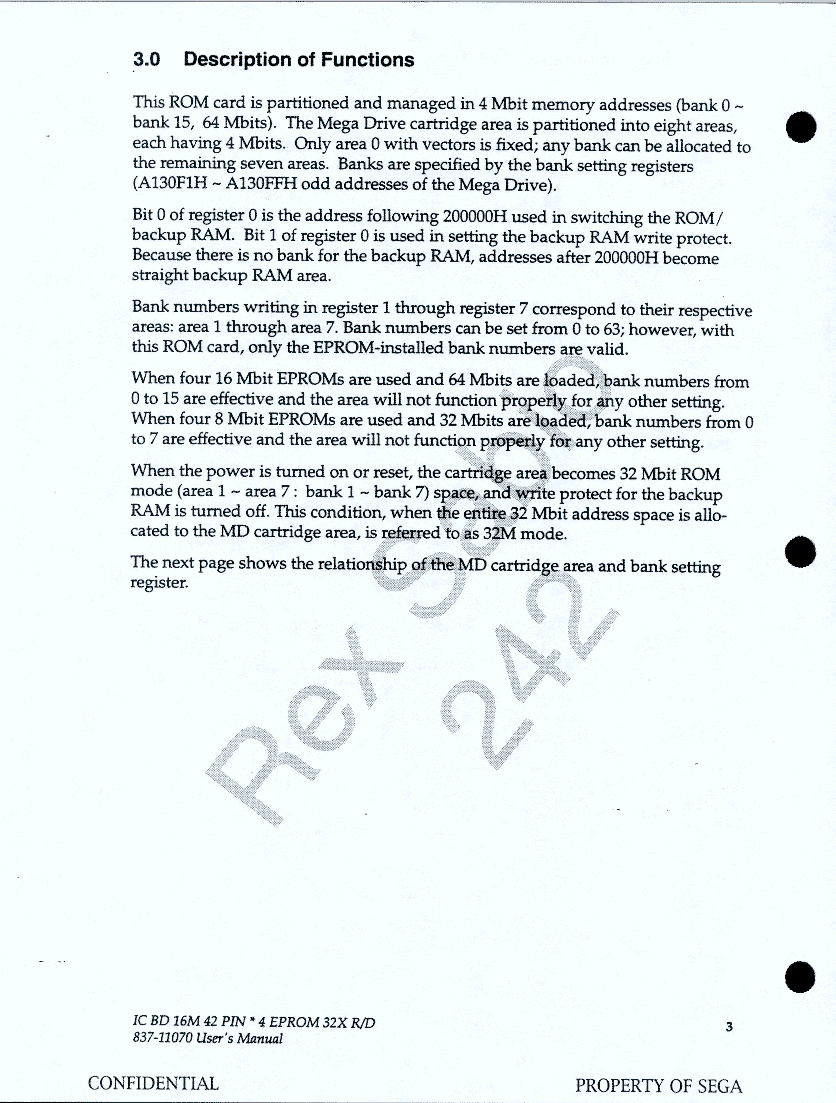 3.0 Description of Functions
This ROM card is partitioned and managed in 4 Mbit memory addresses (bank 0 ~
bank 15, 64 Mbits). The Mega Drive cartridge area is partitioned into eight areas,
each having 4 Mbits. Only area 0 with vectors is fixed; any bank can be allocated to
the remaining seven areas. Banks are specified by the bank setting registers
(A130F1H ~ A130FFH odd addresses of the Mega Drive).
Bit 0 of register 0 is the address following 200000H used in switching the ROM/
backup RAM. Bit 1 of register 0 is used in setting the backup RAM write protect.
Because there is no bank for the backup RAM, addresses after 200000H become
straight backup RAM area.
Bank numbers writing in register 1 through register 7 correspond to their respective
areas: area 1 through area 7. Bank numbers can be set from 0 to 63; however, with
this ROM card, only the EPROM-installed bank numbers are valid.
When four 16 Mbit EPROMs are used and 64 Mbits are loaded, bank numbers from
0 to 15 are effective and the area will not function properly for any other setting.
When four 8 Mbit EPROMs are used and 32 Mbits are loaded, bank numbers from 0
to 7 are effective and the area will not function properly for any other setting.
When the power is turned on or reset, the cartridge area becomes 32 Mbit ROM
mode (area 1 ~ area 7 : bank 1 ~ bank 7) space, and write protect for the backup
RAM is turned off. This condition, when the entire 32 Mbit address space is allo-
cated to the MD cartridge area, is referred to as 32M mode.
The next page shows the relationship of the MD cartridge area and bank setting
register.
Rex Sabio
242
IC BD 16M 42 PIN * 4 EPROM 32X R/D
837-11070 User's Manual
3
CONFIDENTIAL
PROPERTY OF SEGA